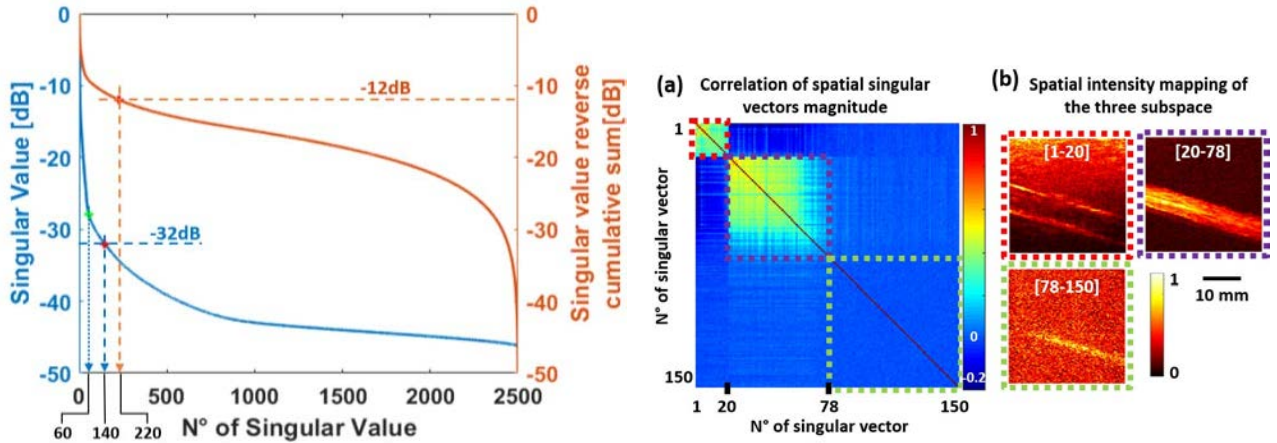 0
-10
-20
-30
-40
-50
Singular Value [dB]
0
-10
-20
-30
-40
-50
Singular value reverse
cumulative sum[dB]
-12dB
-32dB
0
500
1000
1500
2000
2500
60
140
220
N° of Singular Value
(a)
Correlation of spatial singular
vectors magnitude
1
150
N° of singular vector
1
20
78
150
N° of singular vector
1
0
-0.2
(b)
Spatial intensity mapping of
the three subspace
[1-20]
[20-78]
[78-150]
1
0
10 mm